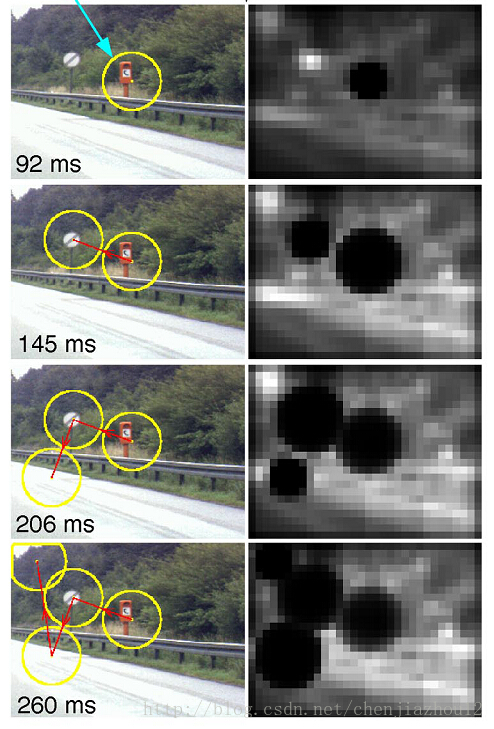 92 ms
145 ms
206 ms
260 ms
http://blog.csdn.net/chenjiazhou12